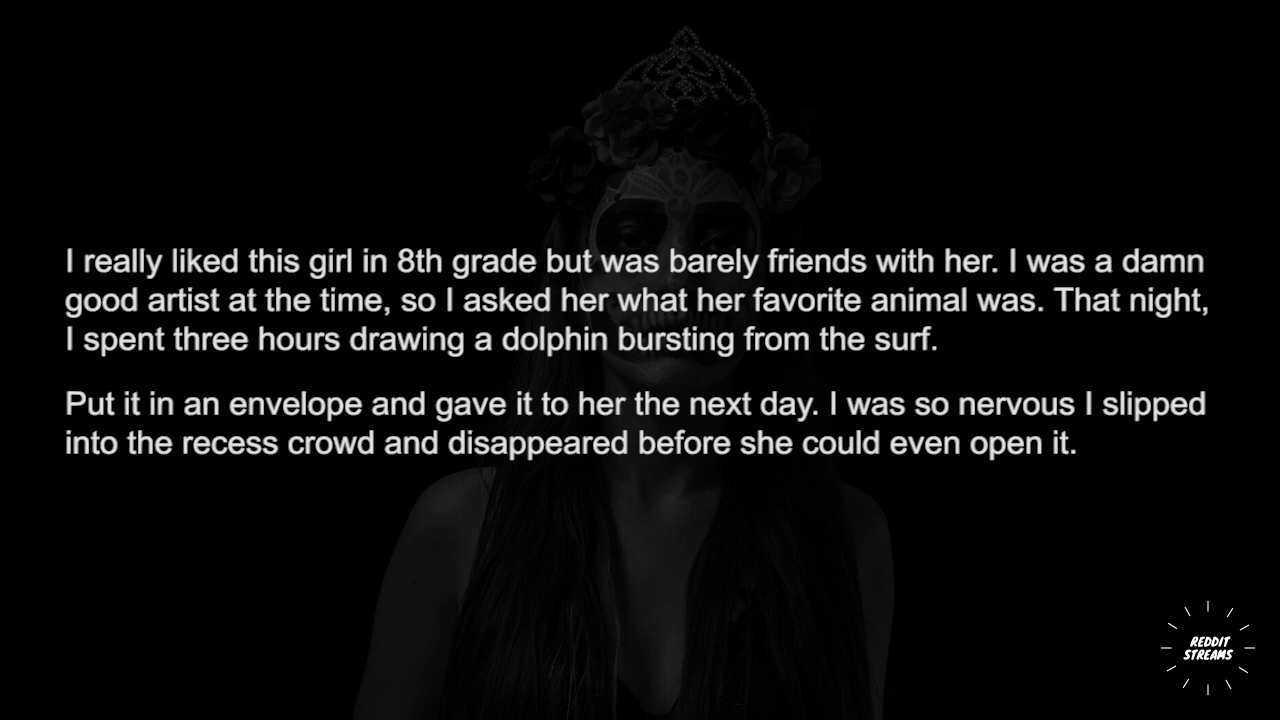 I really liked this girl in 8th grade but was barely friends with her. I was a damn
good artist at the time, so I asked her what her favorite animal was. That night,
I spent three hours drawing a dolphin bursting from the surf.
Put it in an envelope and gave it to her the next day. I was so nervous I slipped
into the recess crowd and disappeared before she could even open it.
REDDIT
STREAMS